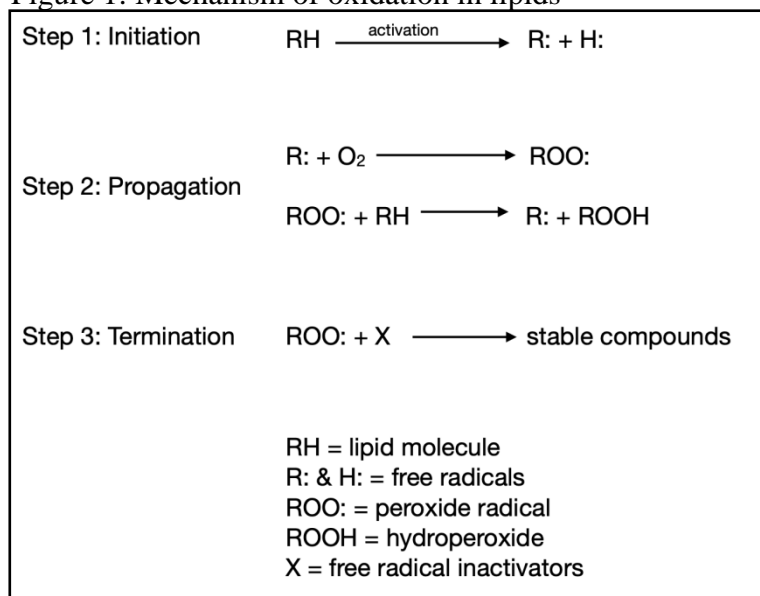 Figure 1: Mechanism of oxidation in lipids
Step 1: Initiation RH activation R: + H:
R: + O₂ ROO:
Step 2: Propagation
ROO: + RH R: + ROOH
Step 3: Termination ROO: + X stable compounds
RH = lipid molecule
R: & H: = free radicals
ROO: = peroxide radical
ROOH = hydroperoxide
X = free radical inactivators